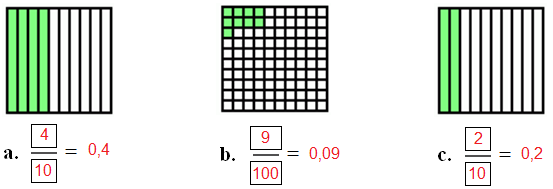 a. 4/10 = 0,4
b. 9/100 = 0,09
c. 2/10 = 0,2